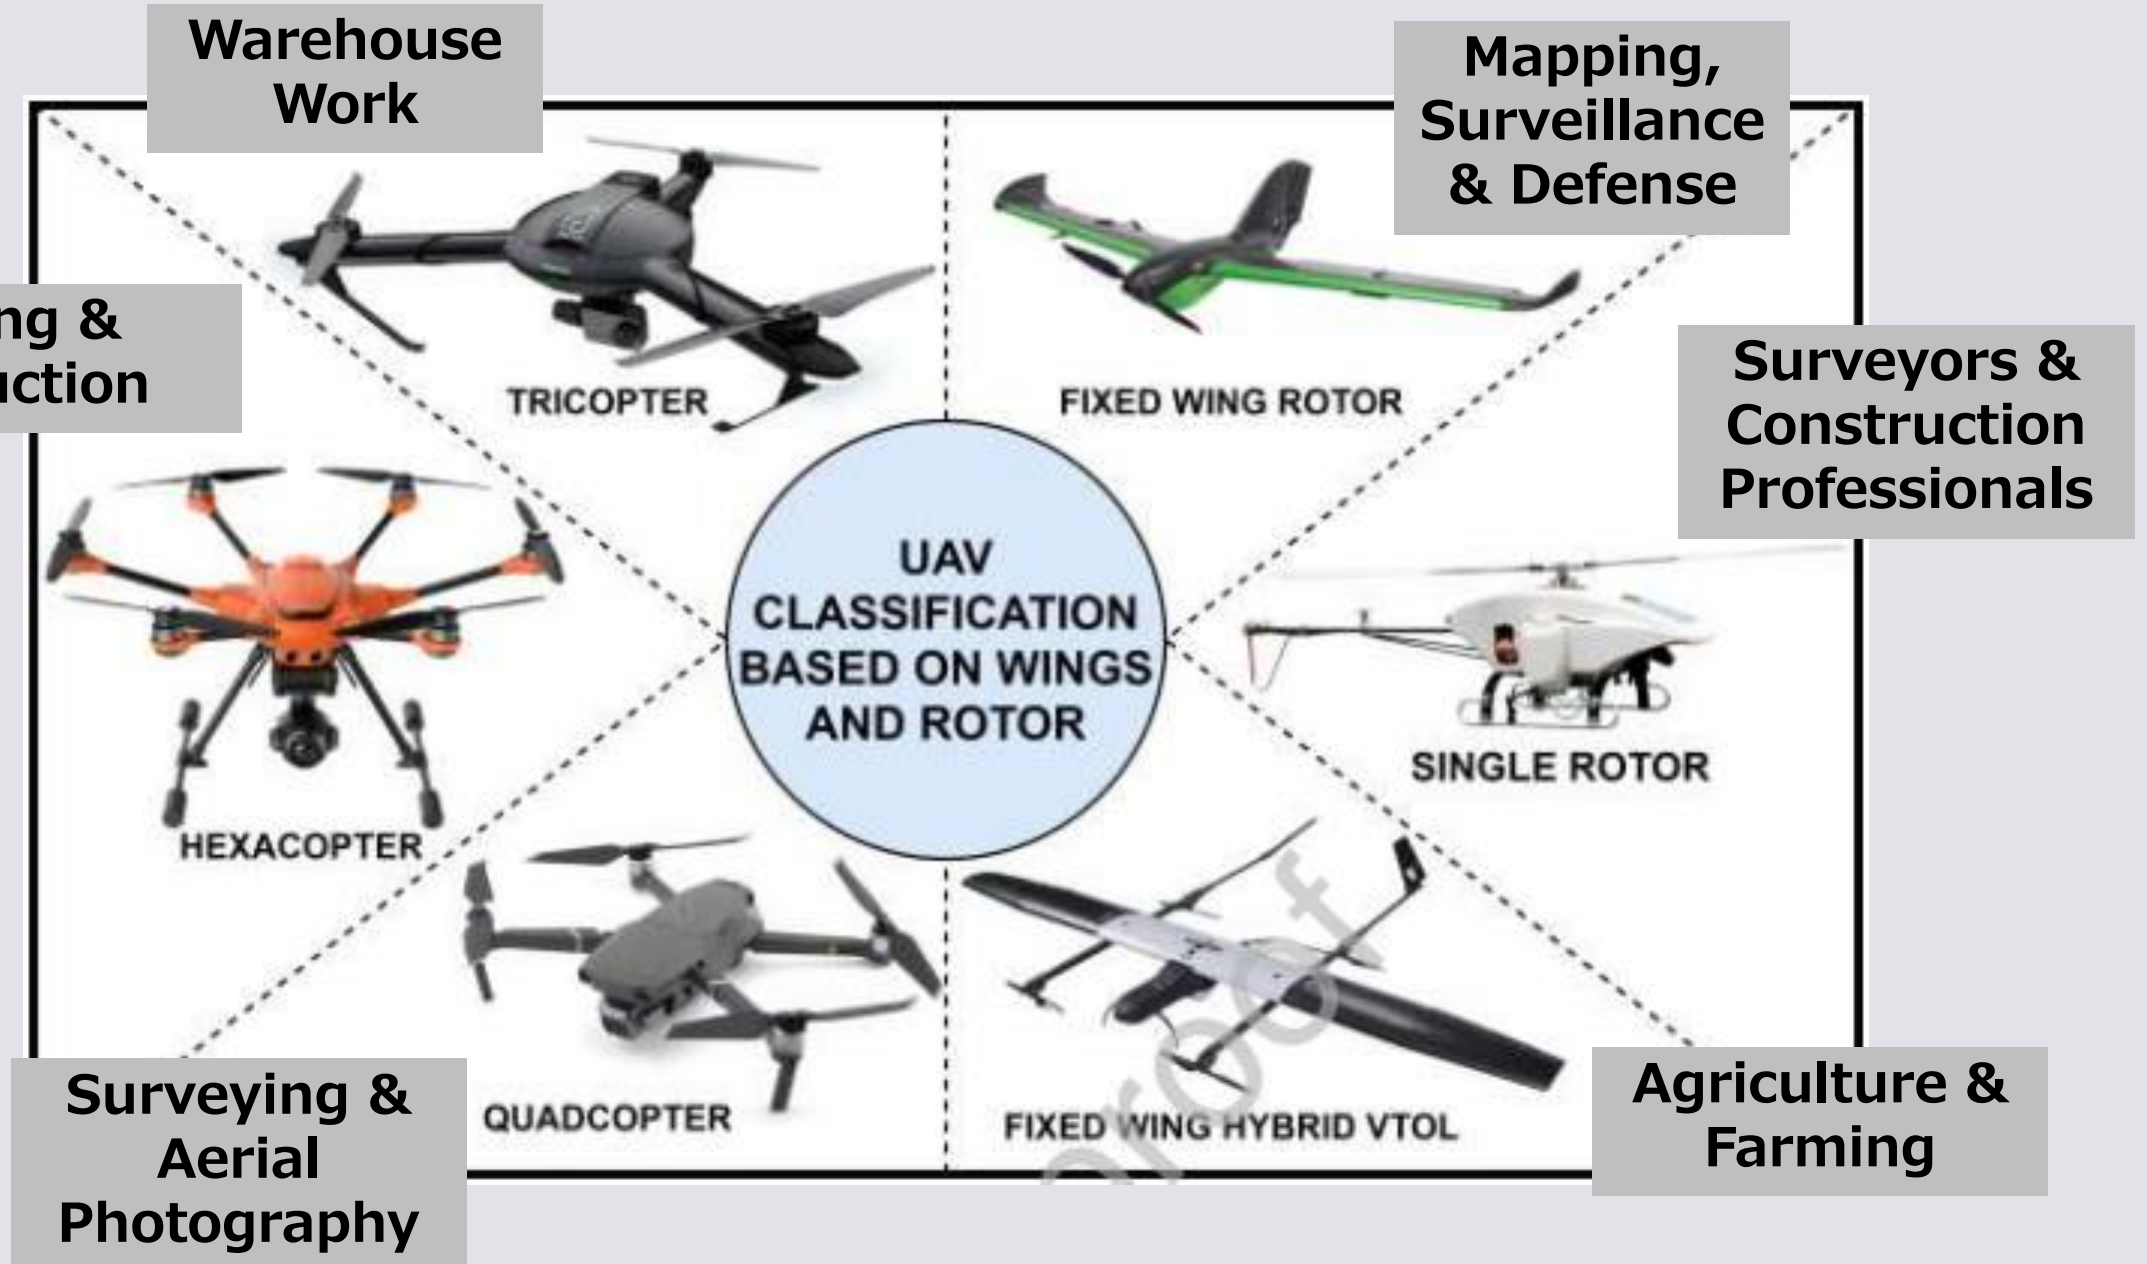 Warehouse
Work
Mapping,
Surveillance
& Defense
ng &
uction
Surveyors &
Construction
Professionals
TRICOPTER
FIXED WING ROTOR
UAV
CLASSIFICATION
BASED ON WINGS
AND ROTOR
SINGLE ROTOR
HEXACOPTER
QUADCOPTER
FIXED WING HYBRID VTOL
Surveying &
Aerial
Photography
Agriculture &
Farming
proof